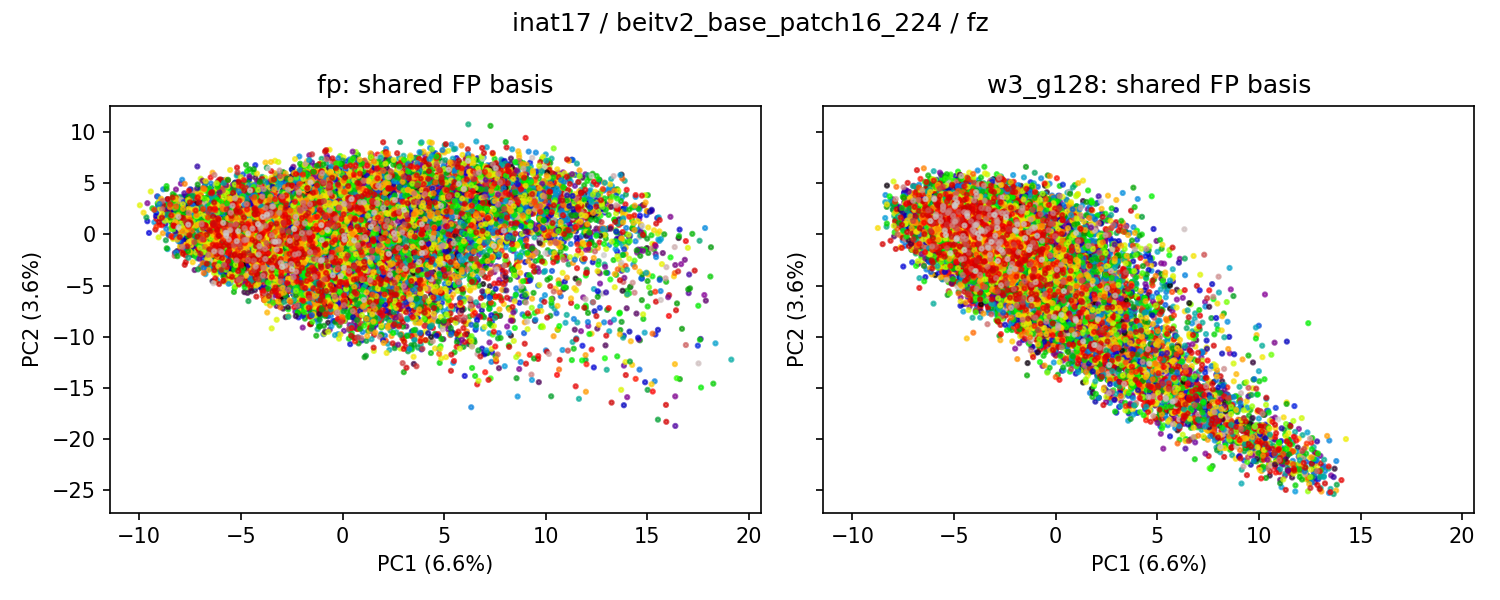 inat17 / beitv2_base_patch16_224 / fz
fp: shared FP basis
w3_g128: shared FP basis
10
5
0
−5
−10
−15
−20
−25
PC2 (3.6%)
PC2 (3.6%)
−10 −5 0 5 10 15 20
−10 −5 0 5 10 15 20
PC1 (6.6%)
PC1 (6.6%)